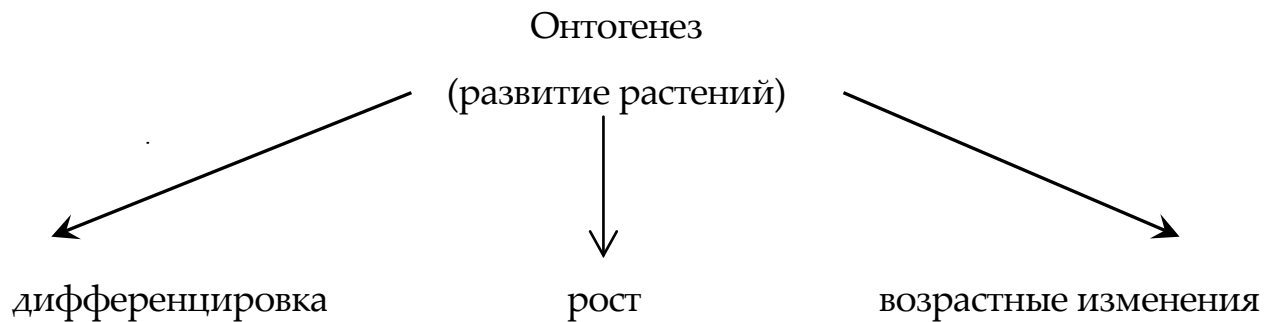 Онтогенез
(развитие растений)
дифференцировка рост возрастные изменения